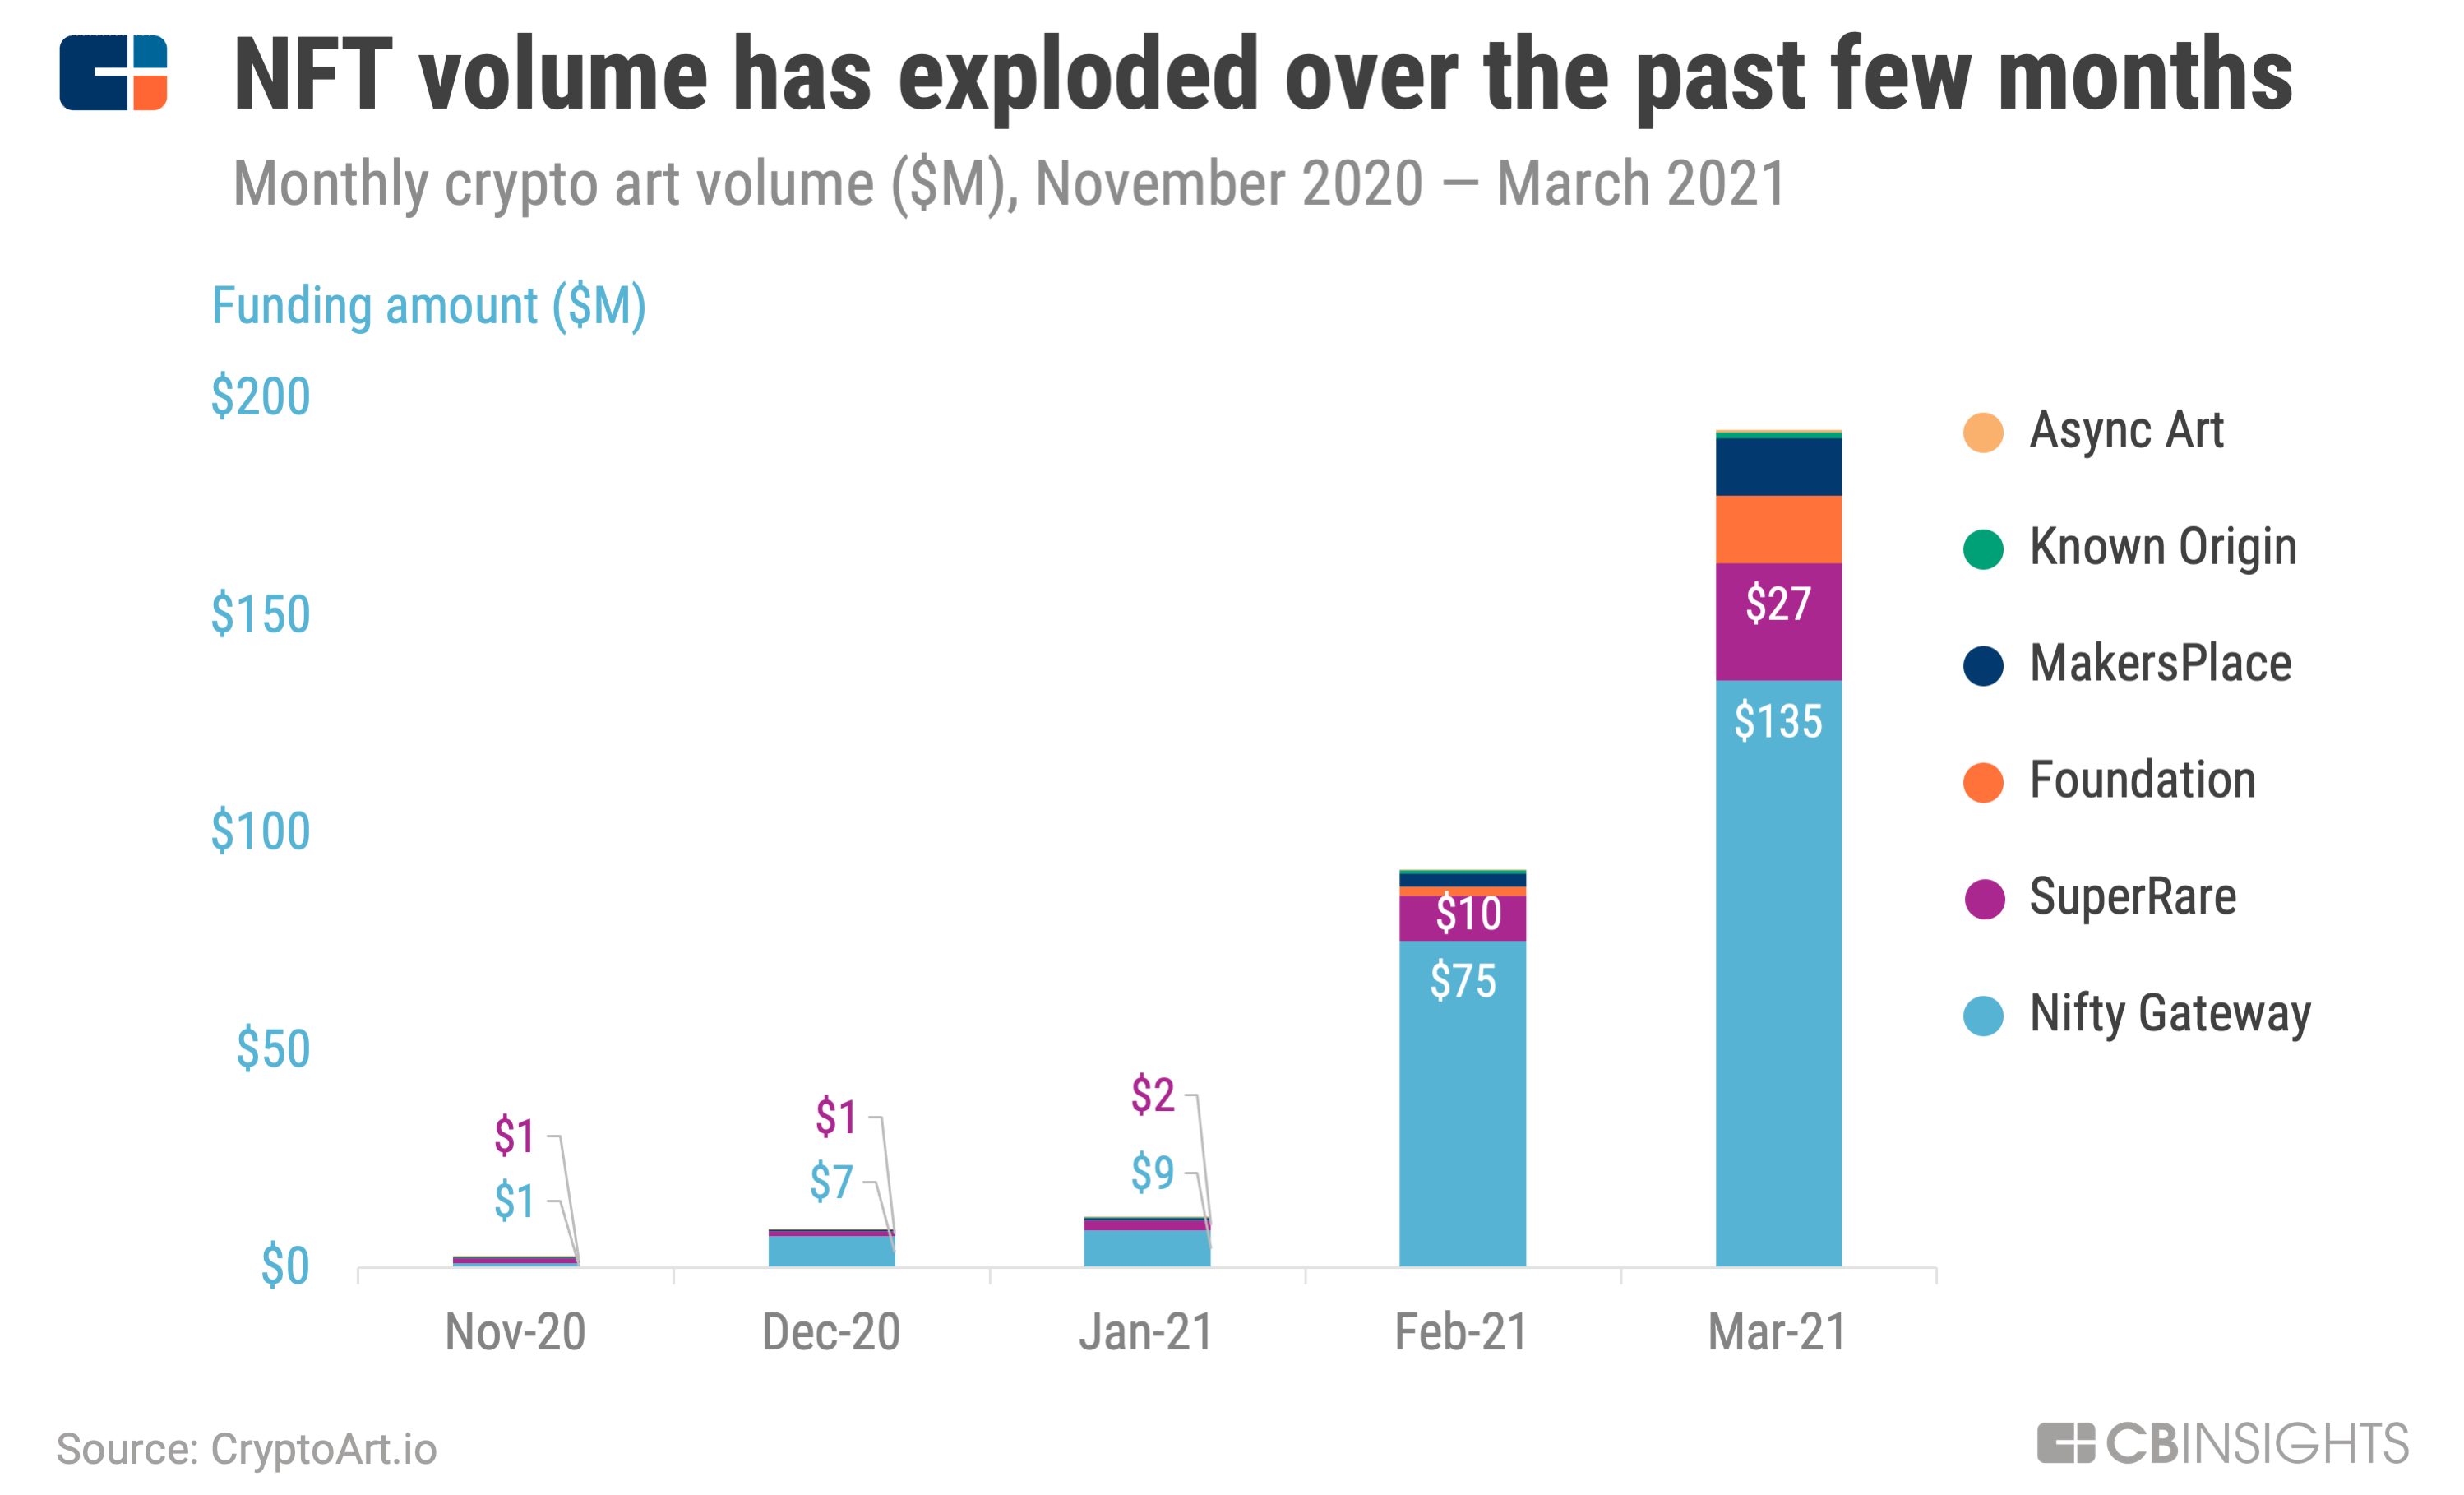 NFT volume has exploded over the past few months
Monthly crypto art volume ($M), November 2020 — March 2021
Funding amount ($M)
$200
$150
$100
$50
$0
$1
$1
$1
$7
$2
$9
$10
$75
$27
$135
Async Art
Known Origin
MakersPlace
Foundation
SuperRare
Nifty Gateway
Nov-20
Dec-20
Jan-21
Feb-21
Mar-21
Source: CryptoArt.io
CBINSIGHTS